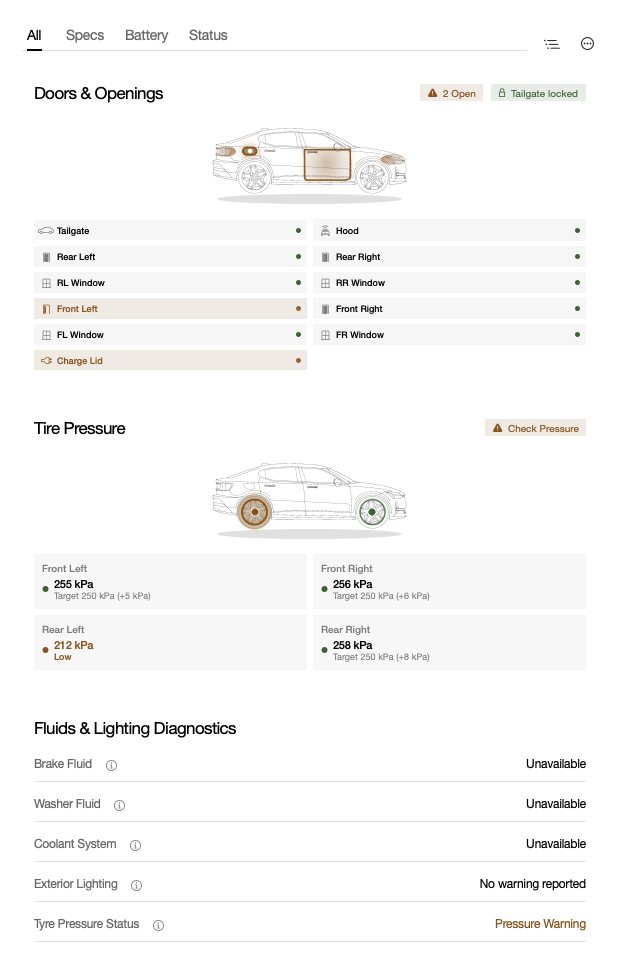 All Specs Battery Status
Doors & Openings
2 Open
Tailgate locked
Tailgate
Hood
Rear Left
Rear Right
RL Window
RR Window
Front Left
Front Right
FL Window
FR Window
Charge Lid
Tire Pressure
Check Pressure
Front Left
255 kPa
Target 250 kPa (+5 kPa)
Front Right
256 kPa
Target 250 kPa (+6 kPa)
Rear Left
212 kPa
Low
Rear Right
258 kPa
Target 250 kPa (+8 kPa)
Fluids & Lighting Diagnostics
Brake Fluid Unavailable
Washer Fluid Unavailable
Coolant System Unavailable
Exterior Lighting No warning reported
Tyre Pressure Status Pressure Warning